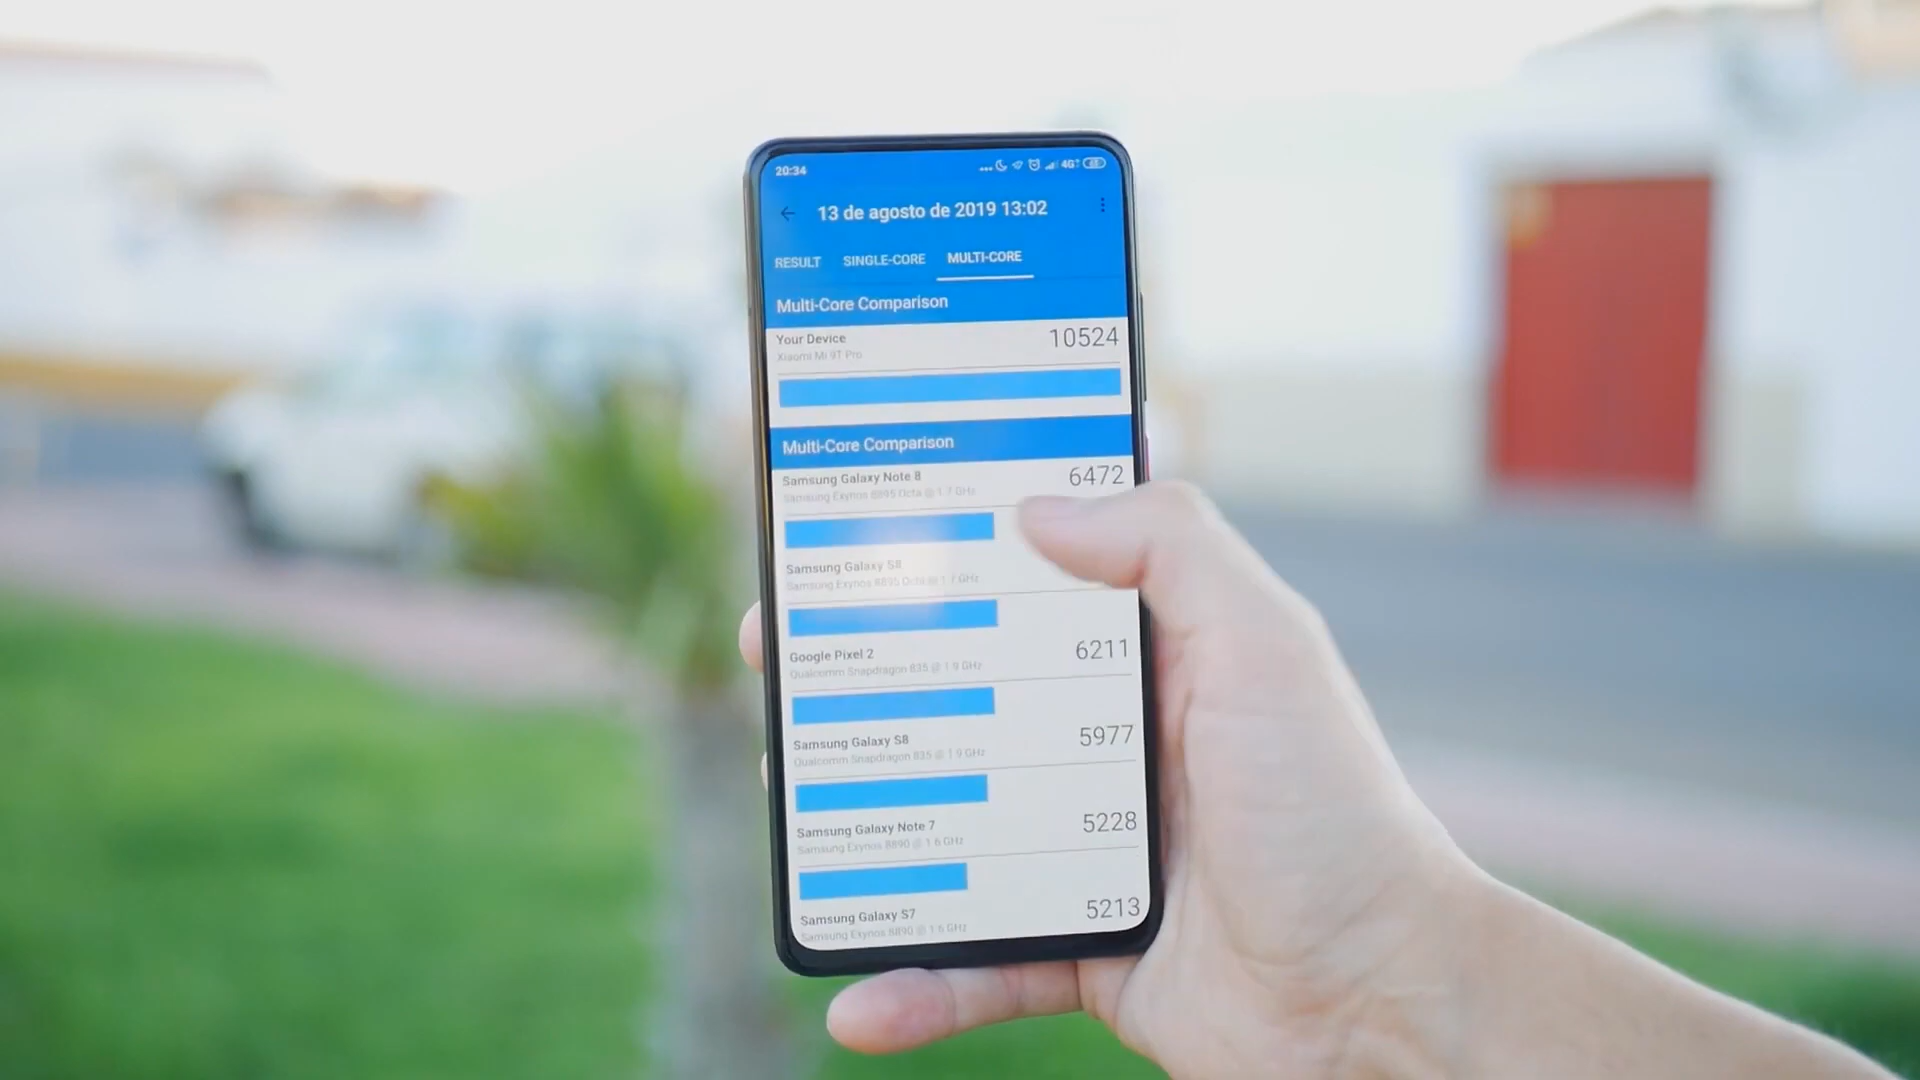 20:34
4G+
13 de agosto de 2019 13:02
RESULT SINGLE-CORE MULTI-CORE
Multi-Core Comparison
Your Device 10524
Xiaomi Mi 9T Pro
Multi-Core Comparison
Samsung Galaxy Note 8 6472
Samsung Exynos 8895 Octa @ 1.7 GHz
Samsung Galaxy S8
Samsung Exynos 8895 Octa @ 1.7 GHz
Google Pixel 2 6211
Qualcomm Snapdragon 835 @ 1.9 GHz
Samsung Galaxy S8 5977
Qualcomm Snapdragon 835 @ 1.9 GHz
Samsung Galaxy Note 7 5228
Samsung Exynos 8890 @ 1.6 GHz
Samsung Galaxy S7 5213
Samsung Exynos 8890 @ 1.6 GHz